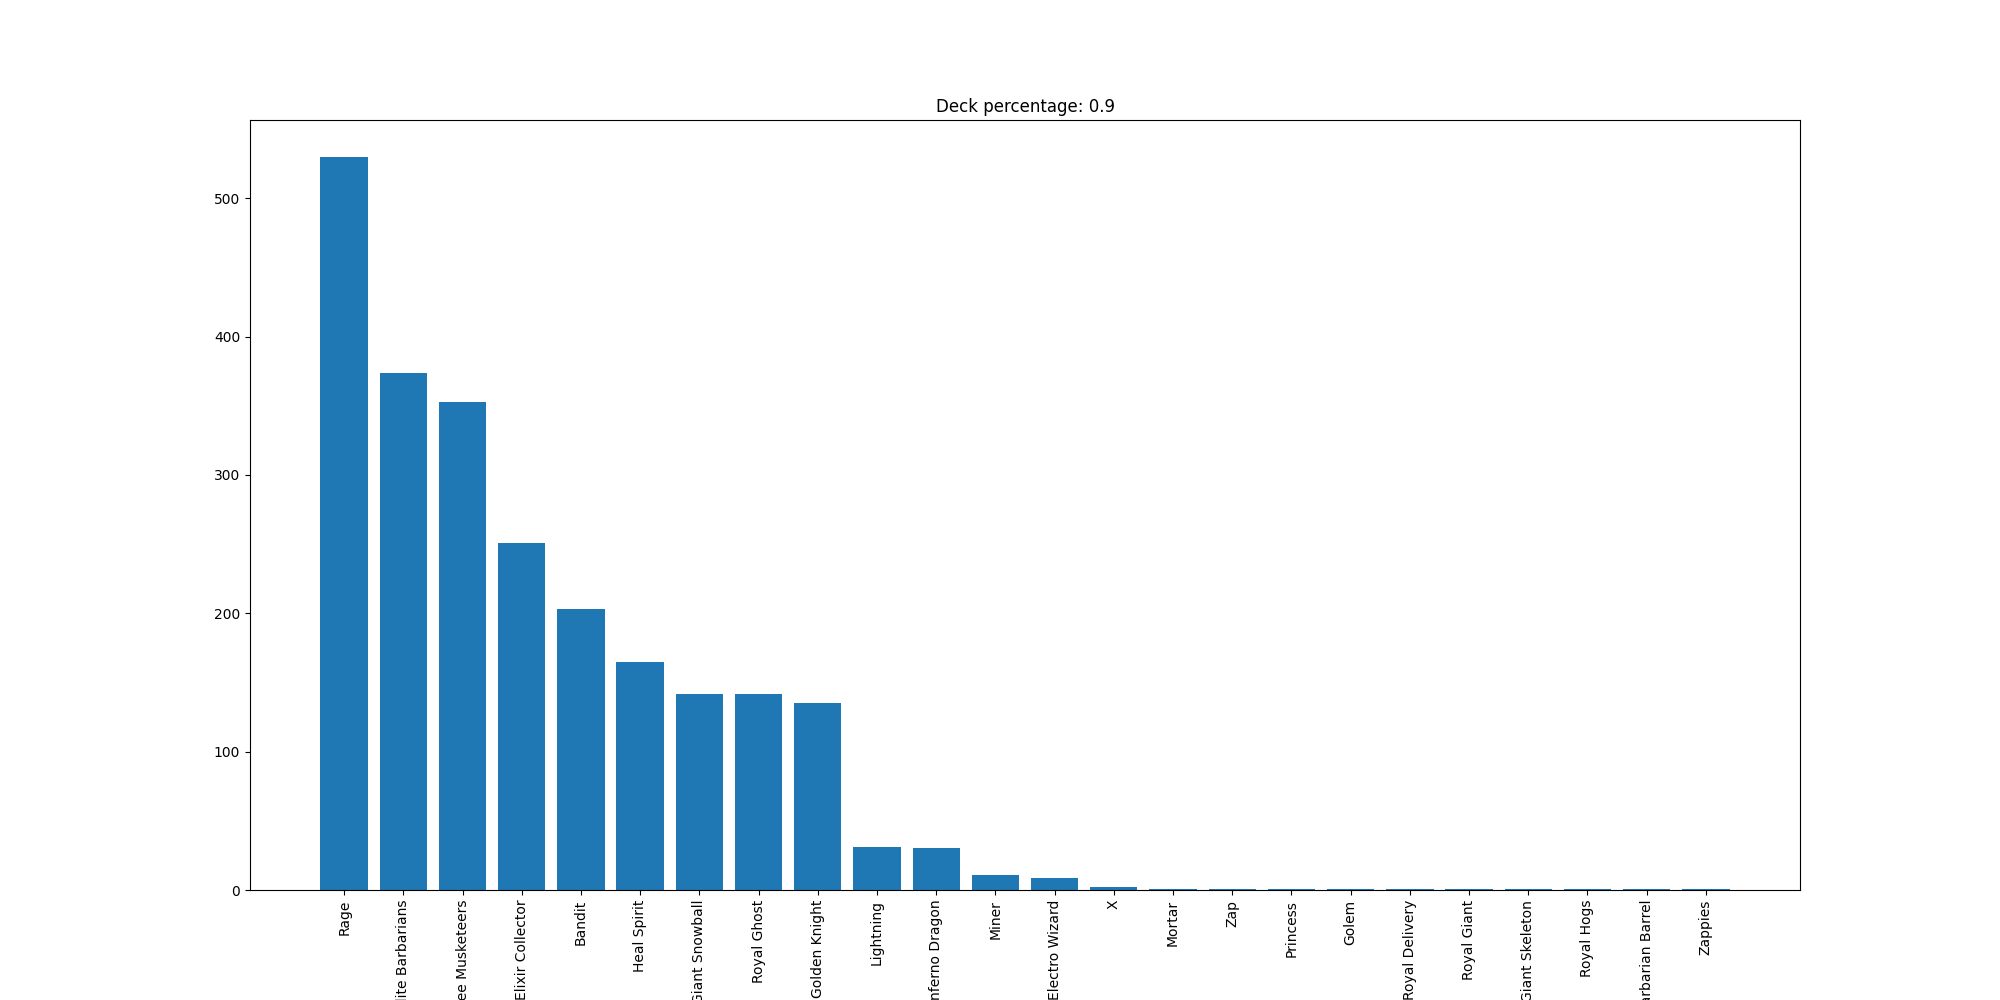 Deck percentage: 0.9
500
400
300
200
100
0
Rage
lite Barbarians
ee Musketeers
Elixir Collector
Bandit
Heal Spirit
Giant Snowball
Royal Ghost
Golden Knight
Lightning
nferno Dragon
Miner
Electro Wizard
X
Mortar
Zap
Princess
Golem
Royal Delivery
Royal Giant
Giant Skeleton
Royal Hogs
arbarian Barrel
Zappies